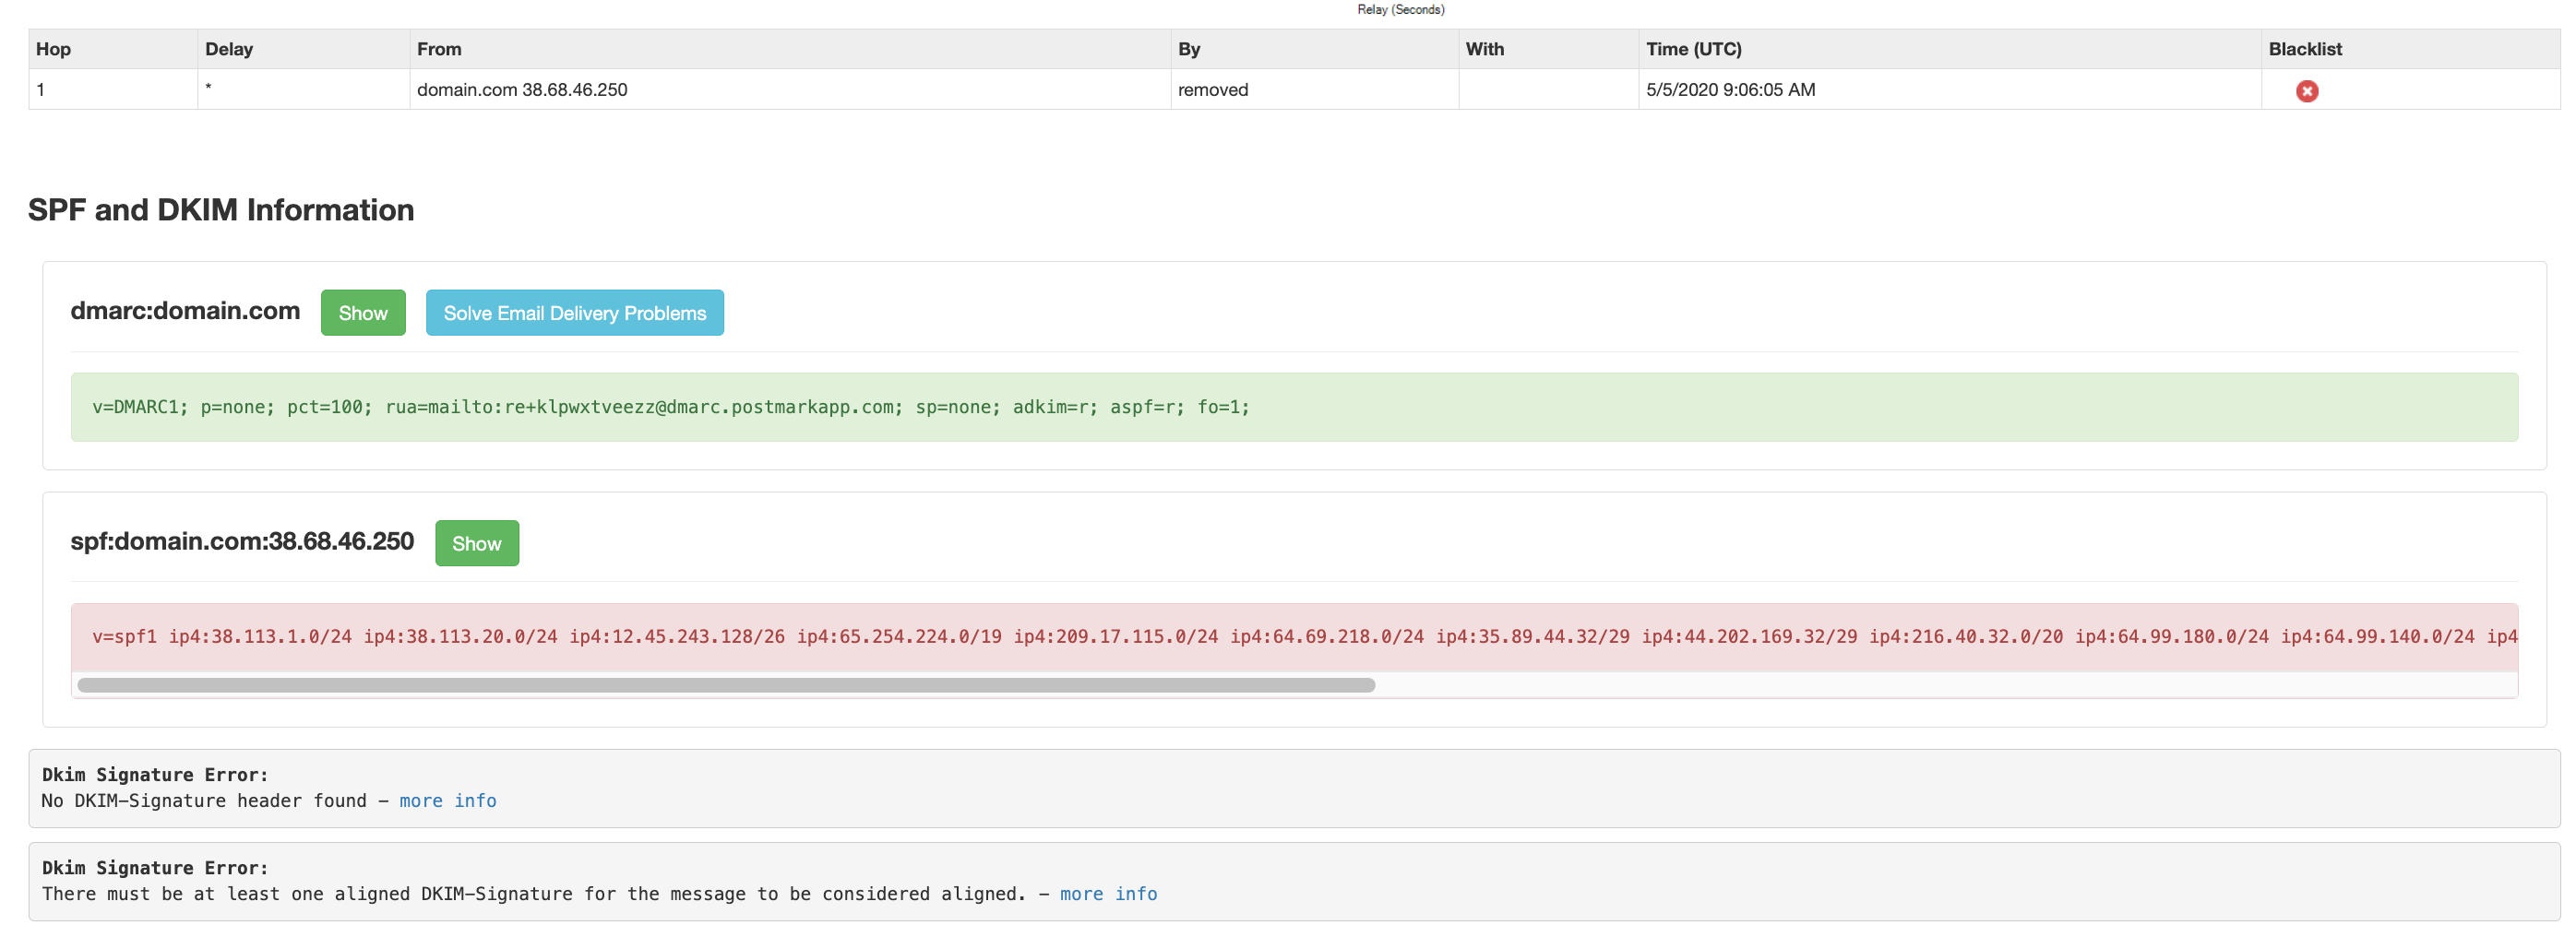 Relay (Seconds)
Hop Delay From By With Time (UTC) Blacklist
1 * domain.com 38.68.46.250 removed 5/5/2020 9:06:05 AM
SPF and DKIM Information
dmarc:domain.com Show Solve Email Delivery Problems
v=DMARC1; p=none; pct=100; rua=mailto:re+klpwxtveezz@dmarc.postmarkapp.com; sp=none; adkim=r; aspf=r; fo=1;
spf:domain.com:38.68.46.250 Show
v=spf1 ip4:38.113.1.0/24 ip4:38.113.20.0/24 ip4:12.45.243.128/26 ip4:65.254.224.0/19 ip4:209.17.115.0/24 ip4:64.69.218.0/24 ip4:35.89.44.32/29 ip4:44.202.169.32/29 ip4:216.40.32.0/20 ip4:64.99.180.0/24 ip4:64.99.140.0/24 ip4
Dkim Signature Error:
No DKIM-Signature header found – more info
Dkim Signature Error:
There must be at least one aligned DKIM-Signature for the message to be considered aligned. – more info